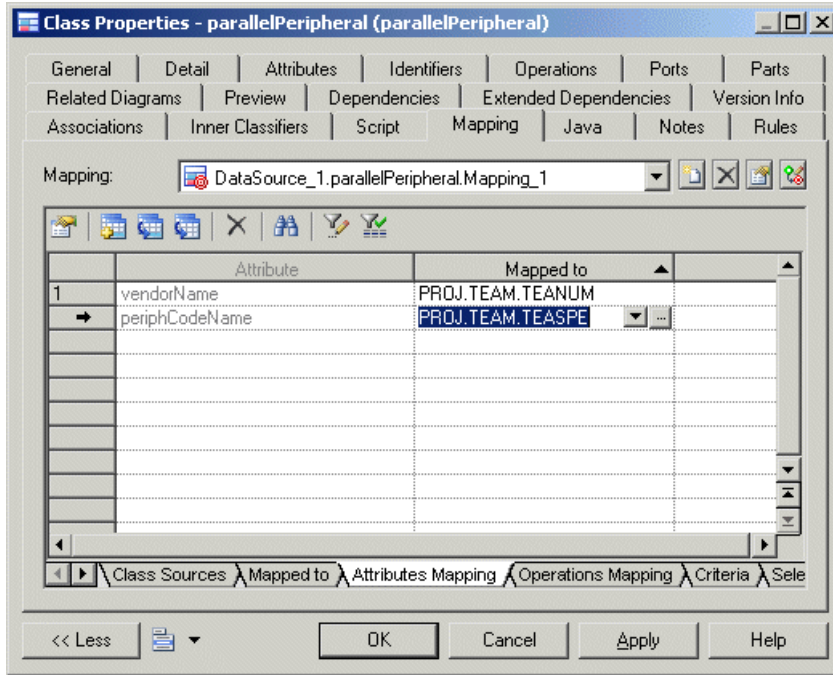 Class Properties - parallelPeripheral (parallelPeripheral)
General Detail Attributes Identifiers Operations Ports Parts
Related Diagrams Preview Dependencies Extended Dependencies Version Info
Associations Inner Classifiers Script Mapping Java Notes Rules
Mapping: DataSource_1.parallelPeripheral.Mapping_1
Attribute Mapped to
1 vendorName PROJ.TEAM.TEANUM
periphCodeName PROJ.TEAM.TEASPE ...
Class Sources Mapped to Attributes Mapping Operations Mapping Criteria Sele
<< Less OK Cancel Apply Help